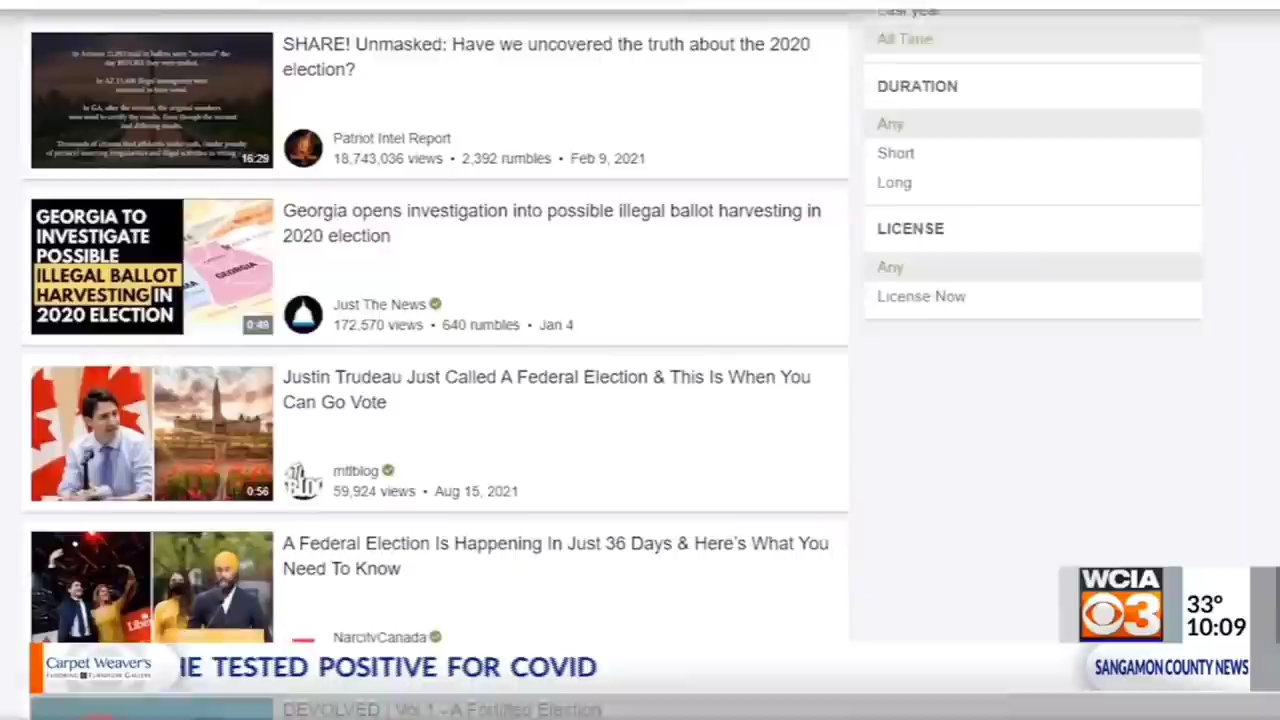 Last year
All Time
SHARE! Unmasked: Have we uncovered the truth about the 2020
election?
16:29
Patriot Intel Report
18,743,036 views • 2,392 rumbles • Feb 9, 2021
DURATION
Any
Short
Long
LICENSE
Any
License Now
GEORGIA TO
INVESTIGATE
POSSIBLE
ILLEGAL BALLOT
HARVESTING IN
2020 ELECTION
GEORGIA
0:49
Georgia opens investigation into possible illegal ballot harvesting in
2020 election
Just The News
172,570 views • 640 rumbles • Jan 4
Justin Trudeau Just Called A Federal Election & This Is When You
Can Go Vote
0:56
mtlblog
59,924 views • Aug 15, 2021
A Federal Election Is Happening In Just 36 Days & Here's What You
Need To Know
NarcityCanada
WCIA
3
33°
10:09
Carpet Weaver's
IE TESTED POSITIVE FOR COVID
SANGAMON COUNTY NEWS
DEVOLVED | Vol 1 - A Fortified Election